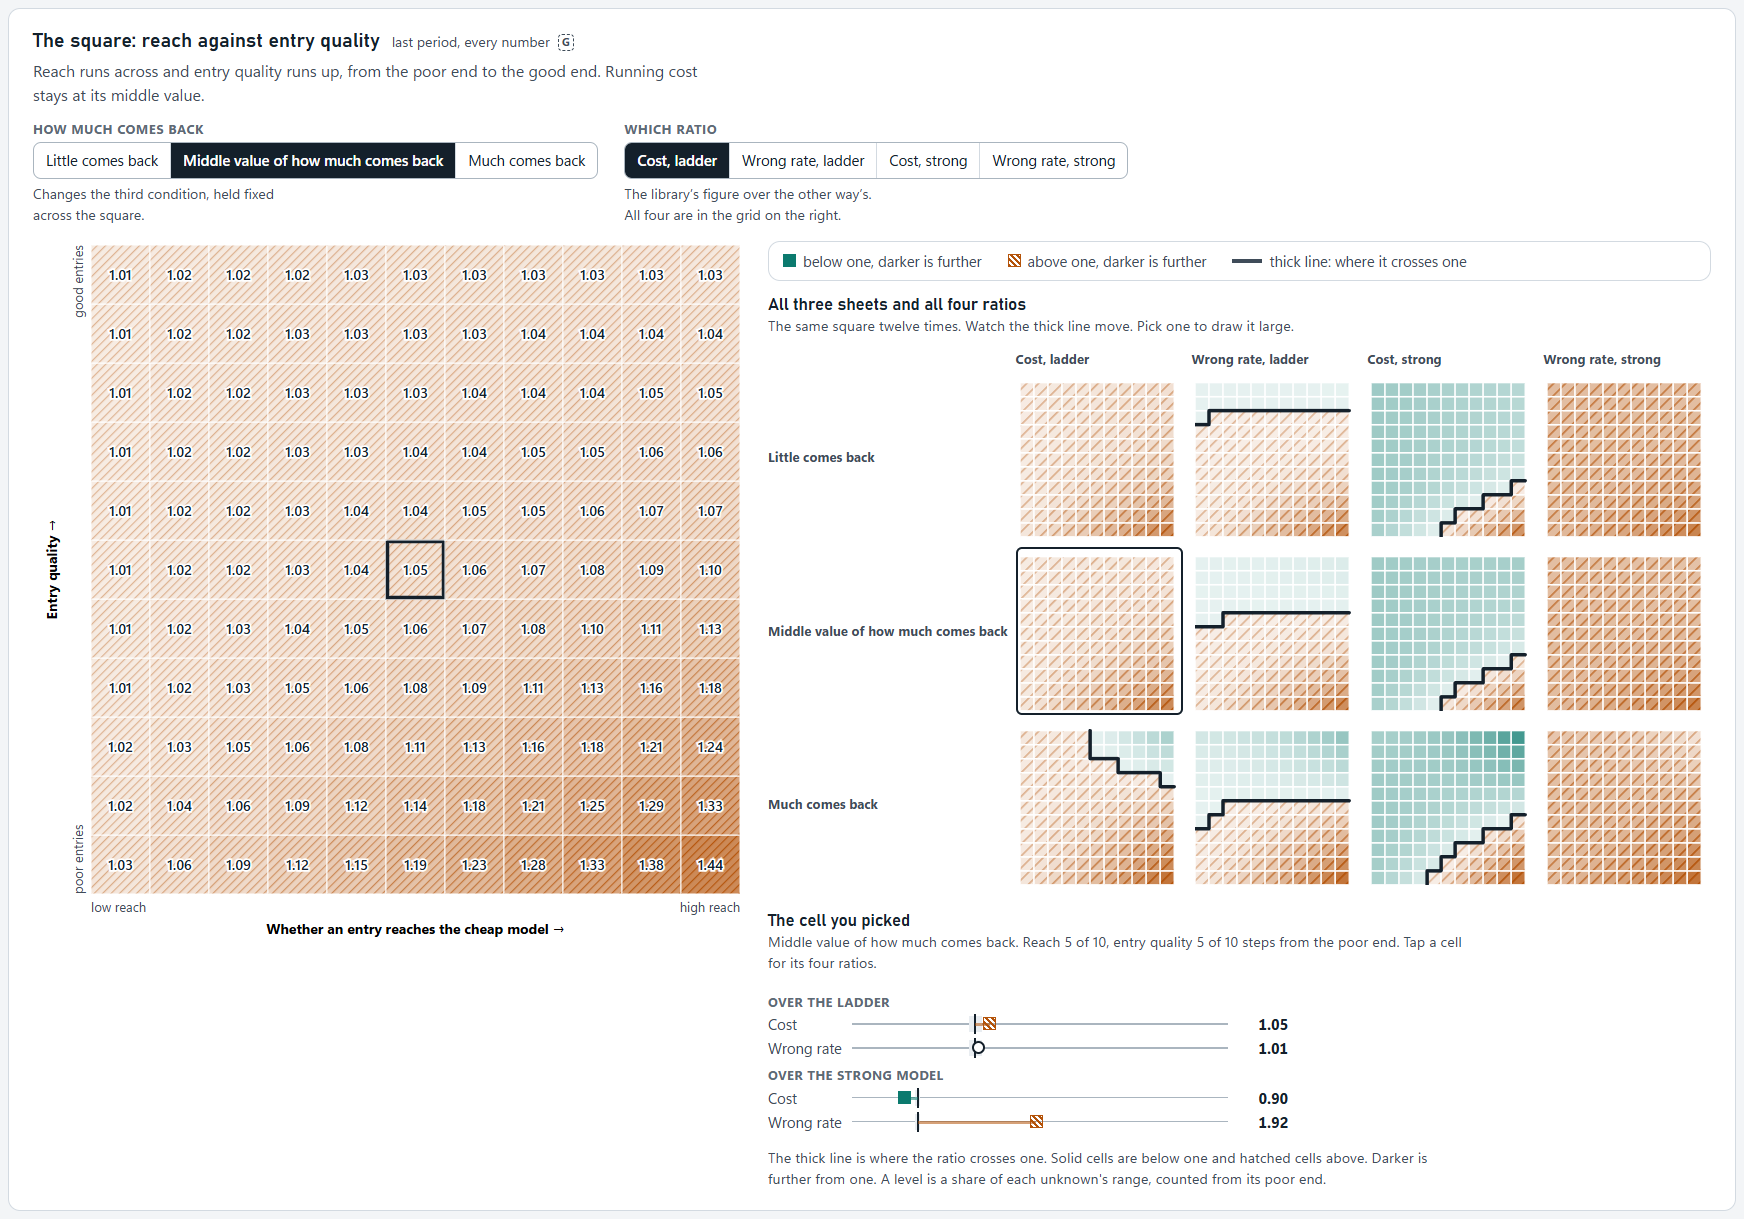 The square: reach against entry quality last period, every number G
Reach runs across and entry quality runs up, from the poor end to the good end. Running cost
stays at its middle value.
HOW MUCH COMES BACK
Little comes back Middle value of how much comes back Much comes back
Changes the third condition, held fixed
across the square.
WHICH RATIO
Cost, ladder Wrong rate, ladder Cost, strong Wrong rate, strong
The library's figure over the other way's.
All four are in the grid on the right.
good entries
Entry quality →
poor entries
1.01 1.02 1.02 1.02 1.03 1.03 1.03 1.03 1.03 1.03 1.03
1.01 1.02 1.02 1.03 1.03 1.03 1.03 1.04 1.04 1.04 1.04
1.01 1.02 1.02 1.03 1.03 1.03 1.04 1.04 1.04 1.05 1.05
1.01 1.02 1.02 1.03 1.03 1.04 1.04 1.05 1.05 1.06 1.06
1.01 1.02 1.02 1.03 1.04 1.04 1.05 1.05 1.06 1.07 1.07
1.01 1.02 1.02 1.03 1.04 1.05 1.06 1.07 1.08 1.09 1.10
1.01 1.02 1.03 1.04 1.05 1.06 1.07 1.08 1.10 1.11 1.13
1.01 1.02 1.03 1.05 1.06 1.08 1.09 1.11 1.13 1.16 1.18
1.02 1.03 1.05 1.06 1.08 1.11 1.13 1.16 1.18 1.21 1.24
1.02 1.04 1.06 1.09 1.12 1.14 1.18 1.21 1.25 1.29 1.33
1.03 1.06 1.09 1.12 1.15 1.19 1.23 1.28 1.33 1.38 1.44
low reach high reach
Whether an entry reaches the cheap model →
below one, darker is further above one, darker is further thick line: where it crosses one
All three sheets and all four ratios
The same square twelve times. Watch the thick line move. Pick one to draw it large.
Cost, ladder Wrong rate, ladder Cost, strong Wrong rate, strong
Little comes back
Middle value of how much comes back
Much comes back
The cell you picked
Middle value of how much comes back. Reach 5 of 10, entry quality 5 of 10 steps from the poor end. Tap a cell
for its four ratios.
OVER THE LADDER
Cost 1.05
Wrong rate 1.01
OVER THE STRONG MODEL
Cost 0.90
Wrong rate 1.92
The thick line is where the ratio crosses one. Solid cells are below one and hatched cells above. Darker is
further from one. A level is a share of each unknown's range, counted from its poor end.